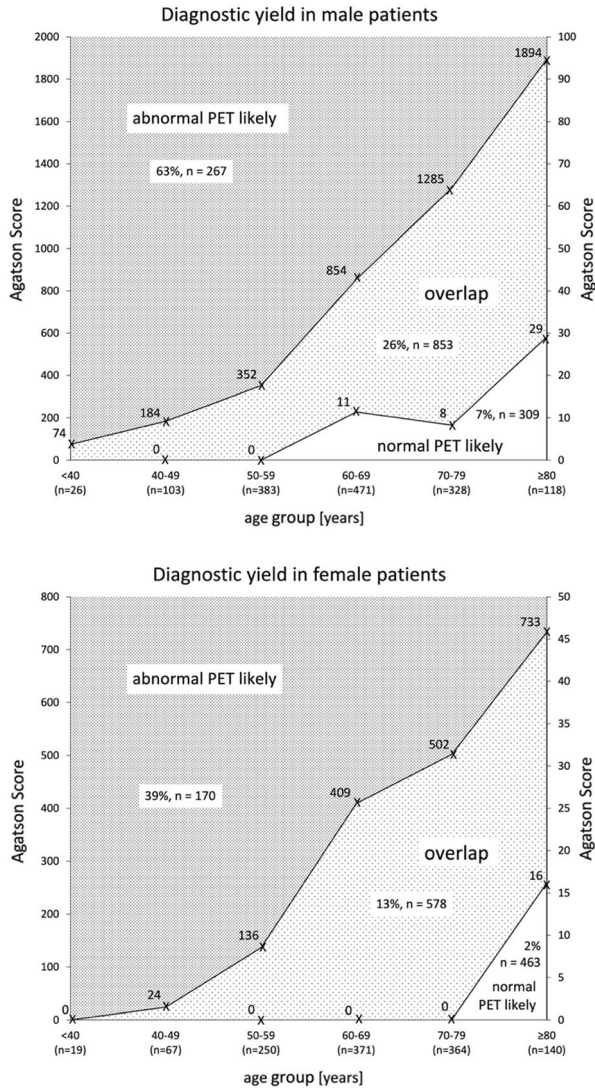 Diagnostic yield in male patients
2000
1800
1600
1400
1200
1000
800
600
400
200
0
Agatson Score
100
90
80
70
60
50
40
30
20
10
0
Agatson Score
abnormal PET likely
63%, n = 267
overlap
26%, n = 853
7%, n = 309
normal PET likely
74
184
352
854
1285
1894
0
0
11
8
29
<40 40-49 50-59 60-69 70-79 ≥80
(n=26) (n=103) (n=383) (n=471) (n=328) (n=118)
age group [years]
Diagnostic yield in female patients
800
700
600
500
400
300
200
100
0
Agatson Score
50
45
40
35
30
25
20
15
10
5
0
Agatson Score
abnormal PET likely
39%, n = 170
overlap
13%, n = 578
2%
n = 463
normal
PET likely
0
24
136
409
502
733
0
0
0
16
<40 40-49 50-59 60-69 70-79 ≥80
(n=19) (n=67) (n=250) (n=371) (n=364) (n=140)
age group [years]